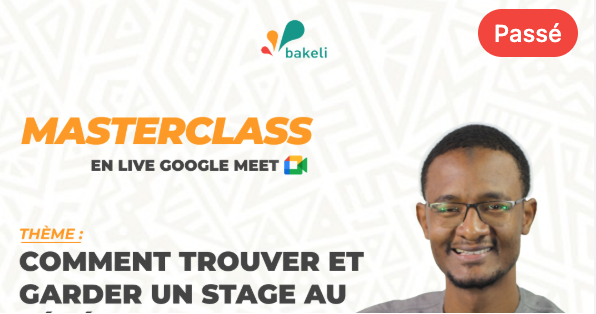 Passé
bakeli
MASTERCLASS
EN LIVE GOOGLE MEET
THÈME :
COMMENT TROUVER ET
GARDER UN STAGE AU